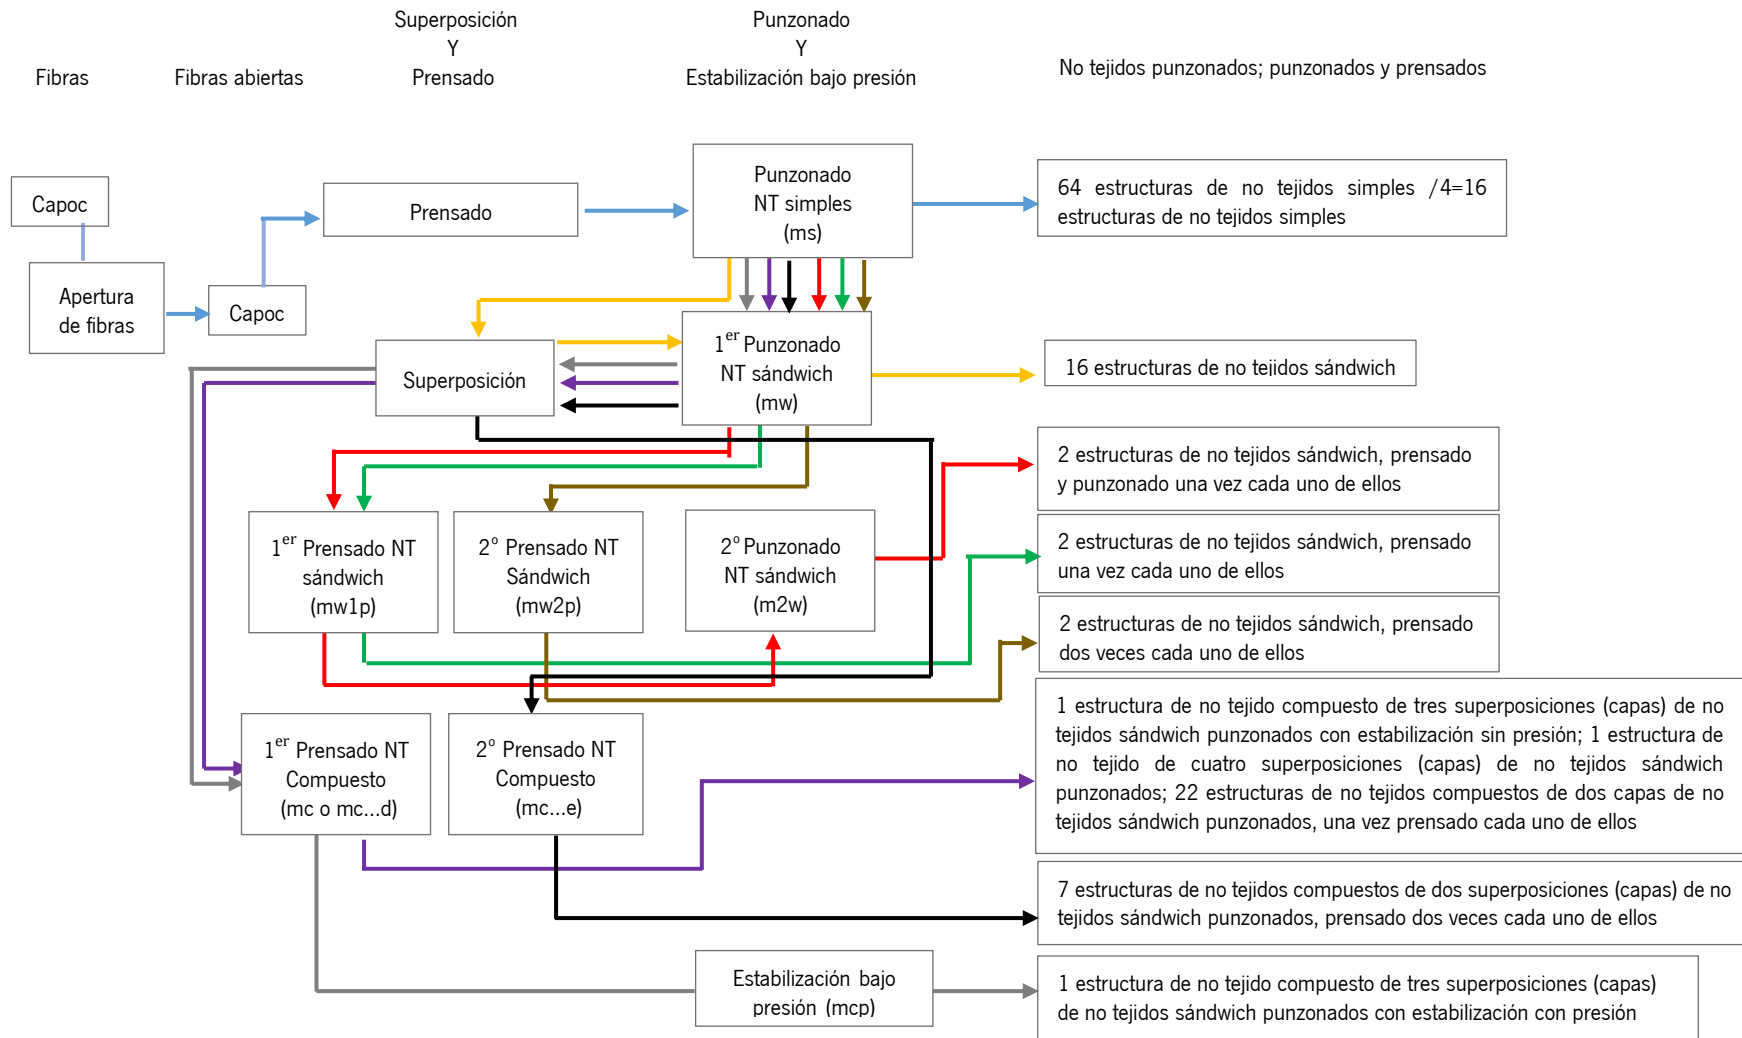 Superposición
Y
Prensado
Punzonado
Y
Estabilización bajo presión
Fibras
Fibras abiertas
No tejidos punzonados; punzonados y prensados
Capoc
Apertura
de fibras
Capoc
Prensado
Punzonado
NT simples
(ms)
64 estructuras de no tejidos simples /4=16
estructuras de no tejidos simples
Superposición
1er Punzonado
NT sándwich
(mw)
16 estructuras de no tejidos sándwich
2 estructuras de no tejidos sándwich, prensado
y punzonado una vez cada uno de ellos
1er Prensado NT
sándwich
(mw1p)
2º Prensado NT
Sándwich
(mw2p)
2º Punzonado
NT sándwich
(m2w)
2 estructuras de no tejidos sándwich, prensado
una vez cada uno de ellos
2 estructuras de no tejidos sándwich, prensado
dos veces cada uno de ellos
1er Prensado NT
Compuesto
(mc o mc...d)
2º Prensado NT
Compuesto
(mc...e)
1 estructura de no tejido compuesto de tres superposiciones (capas) de no
tejidos sándwich punzonados con estabilización sin presión; 1 estructura de
no tejido de cuatro superposiciones (capas) de no tejidos sándwich
punzonados; 22 estructuras de no tejidos compuestos de dos capas de no
tejidos sándwich punzonados, una vez prensado cada uno de ellos
7 estructuras de no tejidos compuestos de dos superposiciones (capas) de no
tejidos sándwich punzonados, prensado dos veces cada uno de ellos
Estabilización bajo
presión (mcp)
1 estructura de no tejido compuesto de tres superposiciones (capas)
de no tejidos sándwich punzonados con estabilización con presión